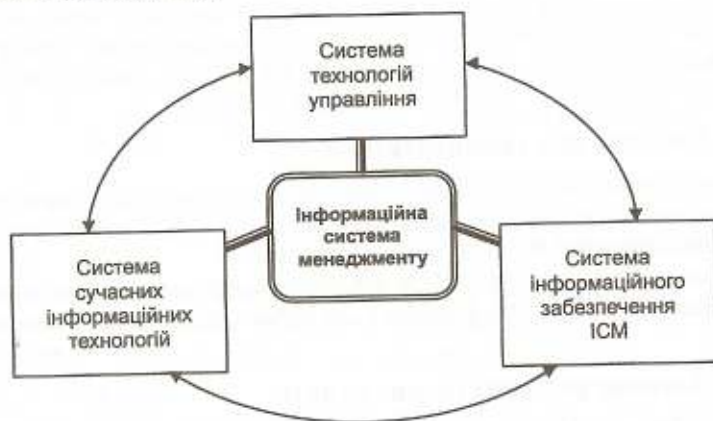 Система
технологій
управління
Інформаційна
система
менеджменту
Система
сучасних
інформаційних
технологій
Система
інформаційного
забезпечення
ІСМ